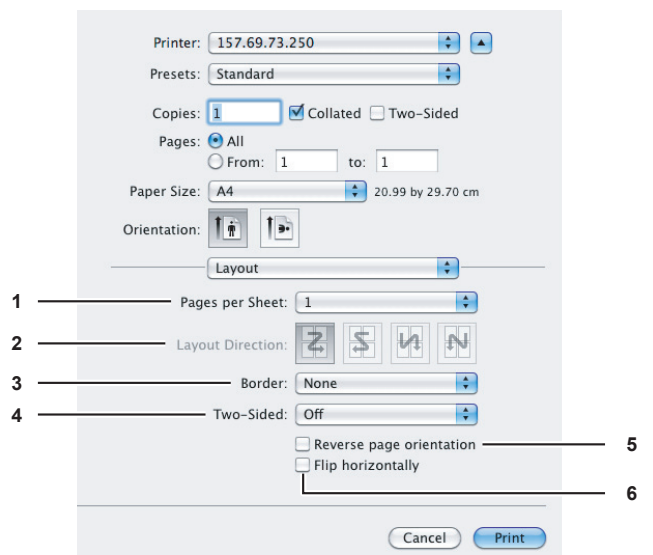 Printer: 157.69.73.250
Presets: Standard
Copies: 1 Collated Two-Sided
Pages: All
From: 1 to: 1
Paper Size: A4 20.99 by 29.70 cm
Orientation:
Layout
1 Pages per Sheet: 1
2 Layout Direction:
3 Border: None
4 Two-Sided: Off
Reverse page orientation 5
Flip horizontally
6
Cancel Print